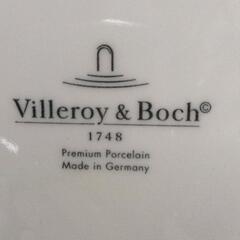 Villeroy & Boch©
1748
Premium Porcelain
Made in Germany